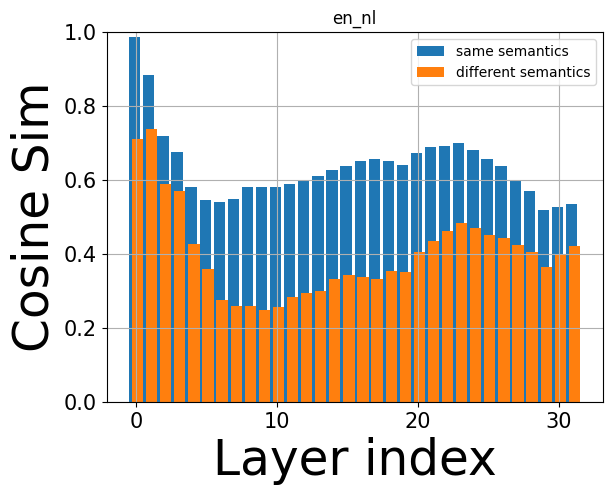 en_nl
same semantics
different semantics
Cosine Sim
1.0
0.8
0.6
0.4
0.2
0.0
0 10 20 30
Layer index